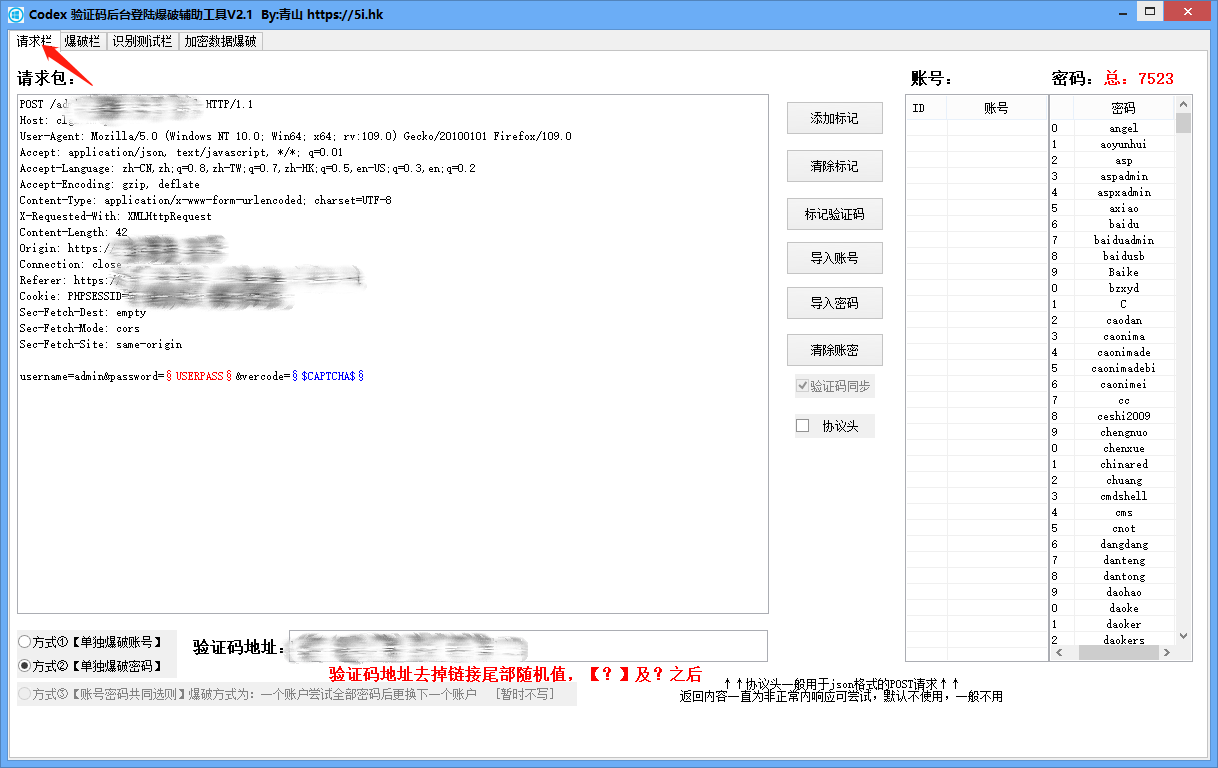 Codex 验证码后台登陆爆破辅助工具V2.1 By:青山 https://5i.hk
请求栏 爆破栏 识别测试栏 加密数据爆破
请求包：
POST /ad HTTP/1.1
Host:
User-Agent: Mozilla/5.0 (Windows NT 10.0; Win64; x64; rv:109.0) Gecko/20100101 Firefox/109.0
Accept: application/json, text/javascript, */*; q=0.01
Accept-Language: zh-CN,zh;q=0.8,zh-TW;q=0.7,zh-HK;q=0.5,en-US;q=0.3,en;q=0.2
Accept-Encoding: gzip, deflate
Content-Type: application/x-www-form-urlencoded; charset=UTF-8
X-Requested-With: XMLHttpRequest
Content-Length: 42
Origin: https:/
Connection: close
Referer: https:
Cookie: PHPSESSID=
Sec-Fetch-Dest: empty
Sec-Fetch-Mode: cors
Sec-Fetch-Site: same-origin
username=admin&password=§USERPASS§&vercode=§$CAPTCHA$§
添加标记
清除标记
标记验证码
导入账号
导入密码
清除账密
验证码同步
协议头
账号：
ID 账号
密码：总：7523
密码
0 angel
1 aoyunhui
2 asp
3 aspadmin
4 aspxadmin
5 axiao
6 baidu
7 baiduadmin
8 baidusb
9 Baike
0 bzxyd
1 C
2 caodan
3 caonima
4 caonimade
5 caonimadebi
6 caonimei
7 cc
8 ceshi2009
9 chengnuo
0 chenxue
1 chinared
2 chuang
3 cmdshell
4 cms
5 cnot
6 dangdang
7 danteng
8 dantong
9 daohao
0 daoke
1 daoker
2 daokers
方式①【单独爆破账号】
方式②【单独爆破密码】
方式③【账号密码共同选则】爆破方式为：一个账户尝试全部密码后更换下一个账户 [暂时不写]
验证码地址：
验证码地址去掉链接尾部随机值，【？】及？之后
↑↑协议头一般用于json格式的POST请求↑↑
返回内容一直为非正常内响应可尝试，默认不使用，一般不用